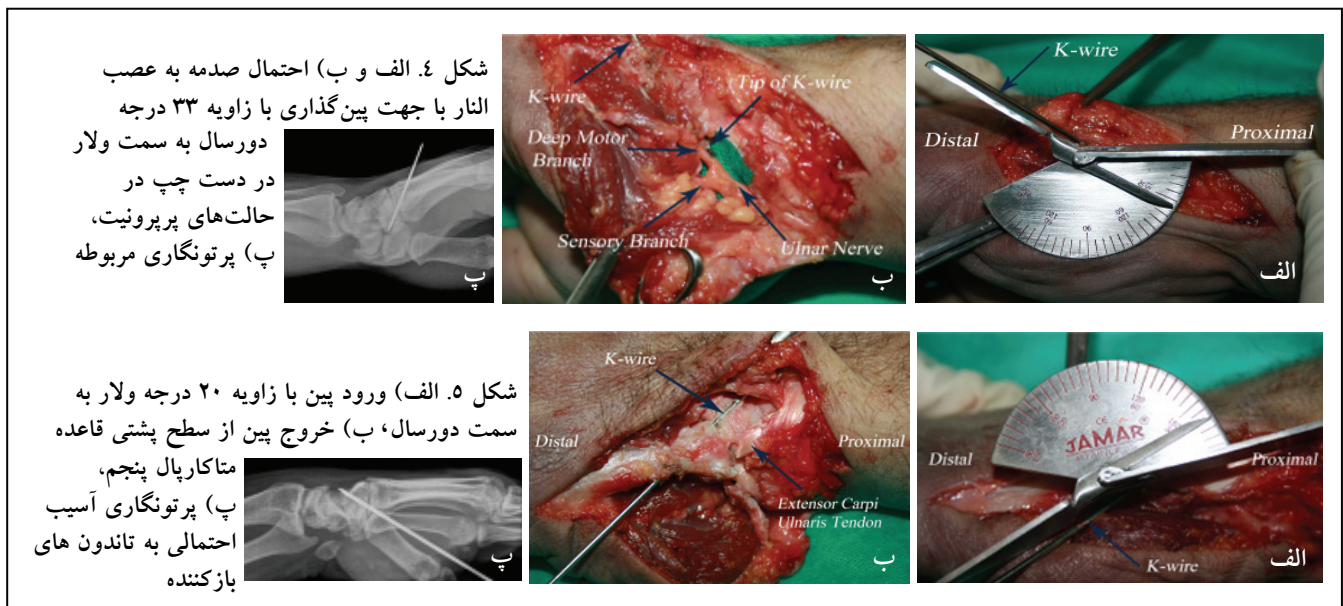 شکل ٤. الف و ب) احتمال صدمه به عصب
النار با جهت پین‌گذاری با زاویه ۳۳ درجه
دورسال به سمت ولار
در دست چپ در
حالت‌های پرپرونیت،
پ) پرتونگاری مربوطه
پ
K-wire
Tip of K-wire
Deep Motor
Branch
Sensory Branch
Ulnar Nerve
ب
K-wire
Distal
Proximal
الف
شکل ٥. الف) ورود پین با زاویه ۲۰ درجه ولار به
سمت دورسال، ب) خروج پین از سطح پشتی قاعده
متاکارپال پنجم،
پ) پرتونگاری آسیب
احتمالی به تاندون های
بازکننده
پ
K-wire
Distal
Proximal
Extensor Carpi
Ulnaris Tendon
ب
JAMAR
Distal
Proximal
K-wire
الف